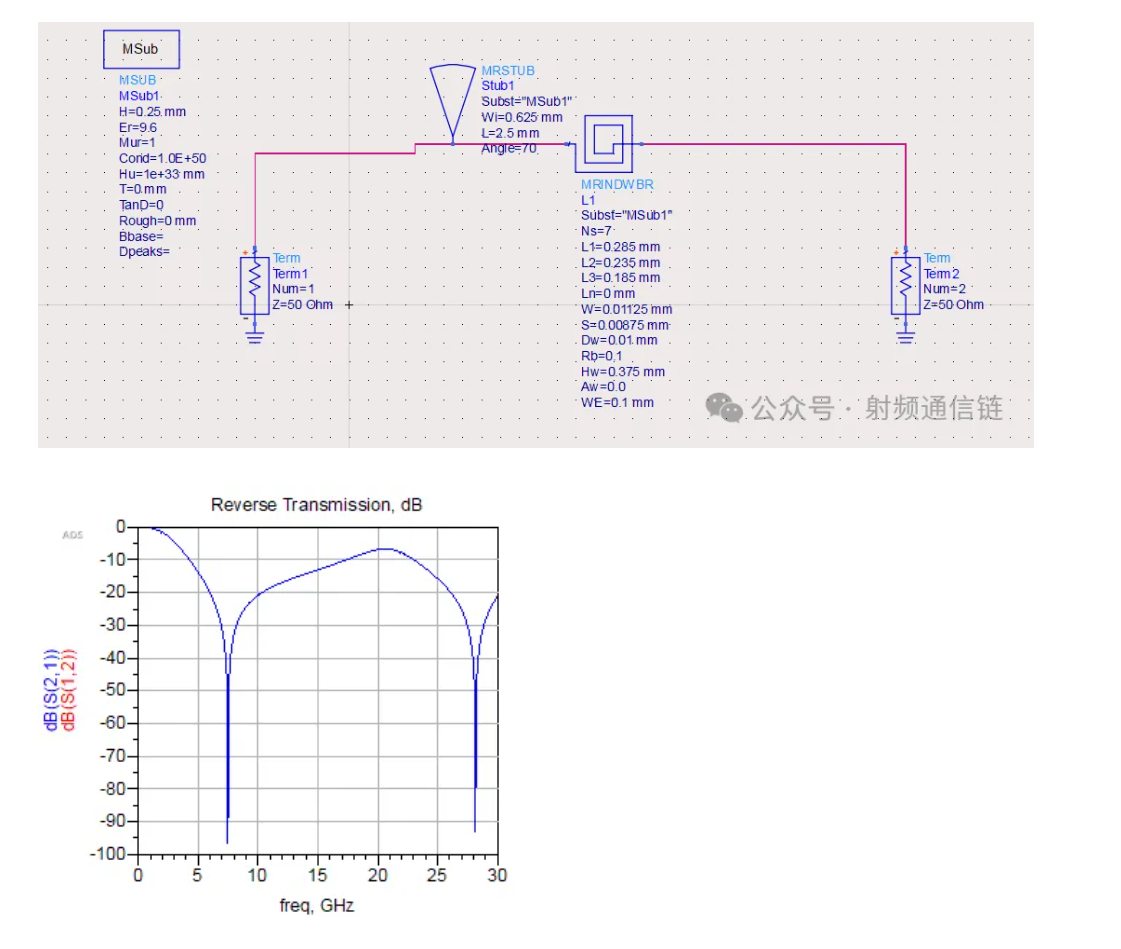 MSub
MSUB
MSub1
H=0.25 mm
Er=9.6
Mur=1
Cond=1.0E+50
Hu=1e+33 mm
T=0 mm
TanD=0
Rough=0 mm
Bbase=
Dpeaks=
MRSTUB
Stub1
Subst="MSub1"
Wi=0.625 mm
L=2.5 mm
Angle=70
MRINDWBR
L1
Subst="MSub1"
Ns=7
L1=0.285 mm
L2=0.235 mm
L3=0.185 mm
Ln=0 mm
W=0.01125 mm
S=0.00875 mm
Dw=0.01 mm
Rb=0.1
Hw=0.375 mm
Aw=0.0
WE=0.1 mm
+
Term
Term1
Num=1
Z=50 Ohm
-
+
Term
Term2
Num=2
Z=50 Ohm
-
公众号 · 射频通信链
Reverse Transmission, dB
ADS
0
-10
-20
-30
-40
-50
-60
-70
-80
-90
-100
dB(S(2,1))
dB(S(1,2))
0 5 10 15 20 25 30
freq, GHz